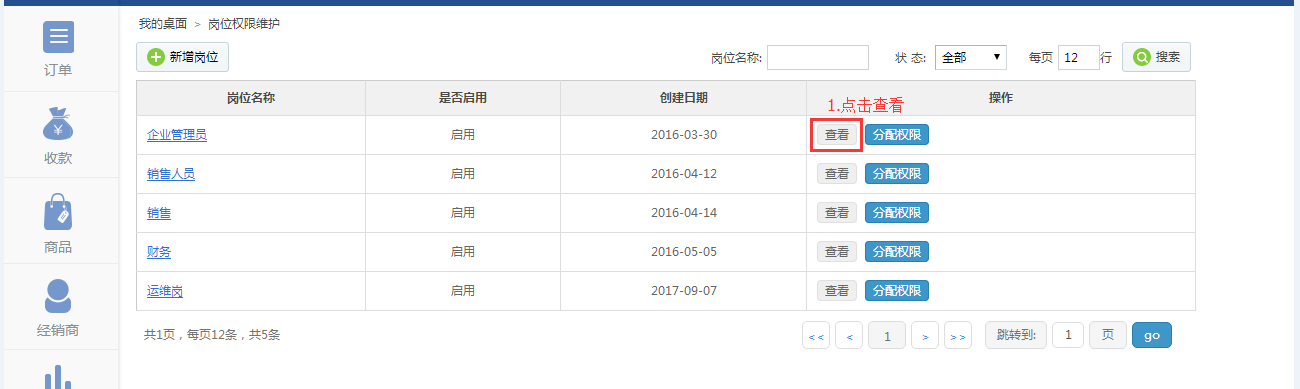 我的桌面 > 岗位权限维护
新增岗位 岗位名称: 状 态: 全部 每页 12 行 搜索
订单
收款
商品
经销商
岗位名称 是否启用 创建日期 操作
1.点击查看
企业管理员 启用 2016-03-30 查看 分配权限
销售人员 启用 2016-04-12 查看 分配权限
销售 启用 2016-04-14 查看 分配权限
财务 启用 2016-05-05 查看 分配权限
运维岗 启用 2017-09-07 查看 分配权限
共1页，每页12条，共5条 << < 1 > >> 跳转到: 1 页 go